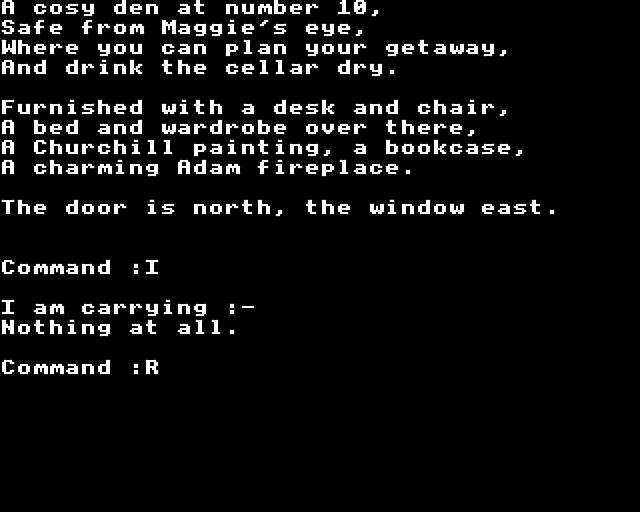 A cosy den at number 10,
Safe from Maggie's eye,
Where you can plan your getaway,
And drink the cellar dry.
Furnished with a desk and chair,
A bed and wardrobe over there,
A Churchill painting, a bookcase,
A charming Adam fireplace.
The door is north, the window east.
Command :I
I am carrying :-
Nothing at all.
Command :R